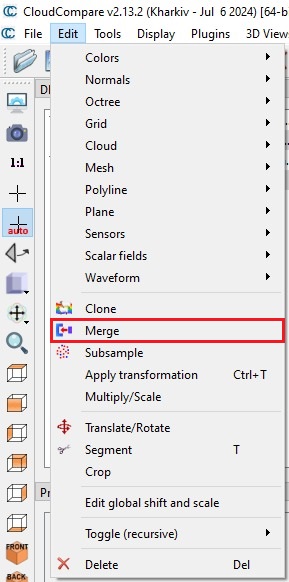 CloudCompare v2.13.2 (Kharkiv - Jul 6 2024) [64-b
File Edit Tools Display Plugins 3D Views
Colors
Normals
Octree
Grid
Cloud
1:1
Mesh
Polyline
Plane
auto
Sensors
Scalar fields
Waveform
Clone
Merge
Subsample
Apply transformation Ctrl+T
Multiply/Scale
Translate/Rotate
Segment T
Crop
Pr
Edit global shift and scale
Toggle (recursive)
FRONT
Delete Del
BACK